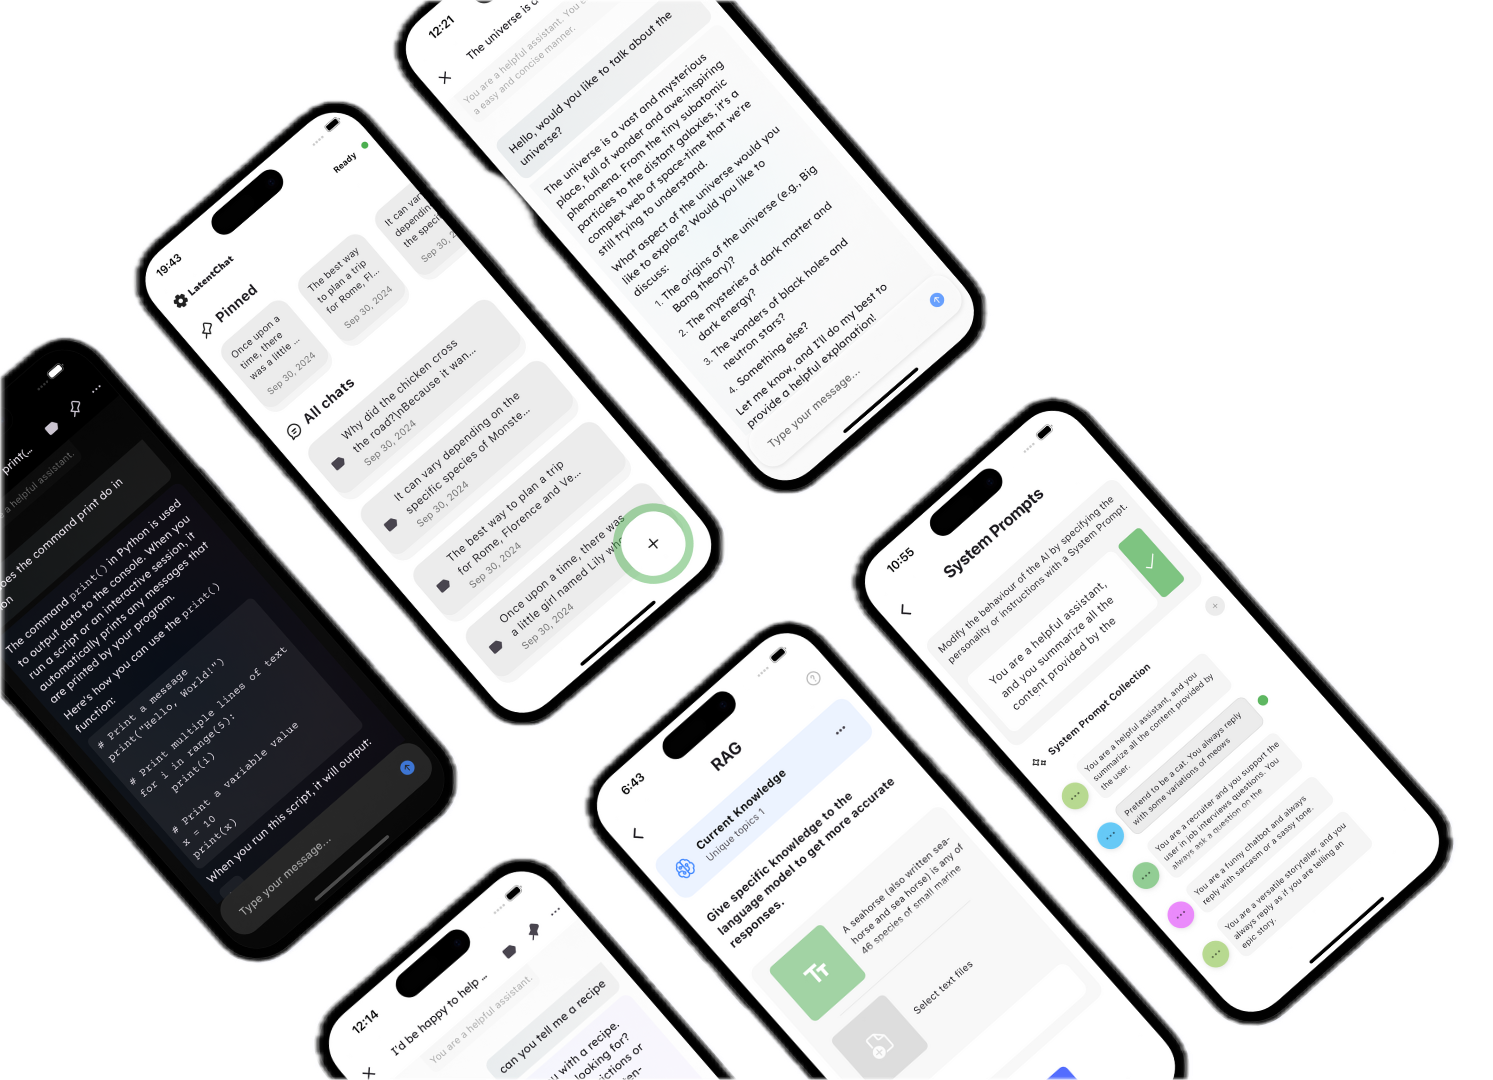 12:21
The universe is
You are a helpful assistant. You
a easy and concise manner.
Hello, would you like to talk about the
universe?
The universe is a vast and mysterious
place, full of wonder and awe-inspiring
phenomena. From the tiny subatomic
particles to the distant galaxies, it's a
complex web of space-time that we're
still trying to understand.
What aspect of the universe would you
like to explore? Would you like to
discuss:
1. The origins of the universe (e.g., Big
Bang theory)?
2. The mysteries of dark matter and
dark energy?
3. The wonders of black holes and
neutron stars?
4. Something else?
Let me know, and I'll do my best to
provide a helpful explanation!
Type your message...
19:43
Ready
LatentChat
Pinned
Once upon a
time, there
was a little ...
Sep 30, 2024
The best way
to plan a trip
for Rome, Fl...
Sep 30, 2024
It can var
dependin
the speci
Sep 30, 2
All chats
Why did the chicken cross
the road?\nBecause it wan...
Sep 30, 2024
It can vary depending on the
specific species of Monste...
Sep 30, 2024
The best way to plan a trip
for Rome, Florence and Ve...
Sep 30, 2024
Once upon a time, there was
a little girl named Lily who
Sep 30, 2024
print(...
a helpful assistant.
oes the command print do in
on
The command print() in Python is used
to output data to the console. When you
run a script or an interactive session, it
automatically prints any messages that
are printed by your program.
Here's how you can use the print()
function:
# Print a message
print("Hello, World!")
# Print multiple lines of text
for i in range(5):
print(i)
# Print a variable value
x = 10
print(x)
When you run this script, it will output:
Type your message...
10:55
System Prompts
Modify the behaviour of the AI by specifying the
personality or instructions with a System Prompt.
You are a helpful assistant,
and you summarize all the
content provided by the
System Prompt Collection
You are a helpful assistant, and you
summarize all the content provided by
the user.
Pretend to be a cat. You always reply
with some variations of meows
You are a recruiter and you support the
user in job interviews questions. You
always ask a question on the
You are a funny chatbot and always
reply with sarcasm or a sassy tone.
You are a versatile storyteller, and you
always reply as if you are telling an
epic story.
6:43
RAG
Current Knowledge
Unique topics 1
Give specific knowledge to the
language model to get more accurate
responses.
Tr
A seahorse (also written sea-
horse and sea horse) is any of
46 species of small marine
Select text files
12:14
I'd be happy to help ...
You are a helpful assistant.
can you tell me a recipe
u with a recipe.
looking for?
ictions or
en-